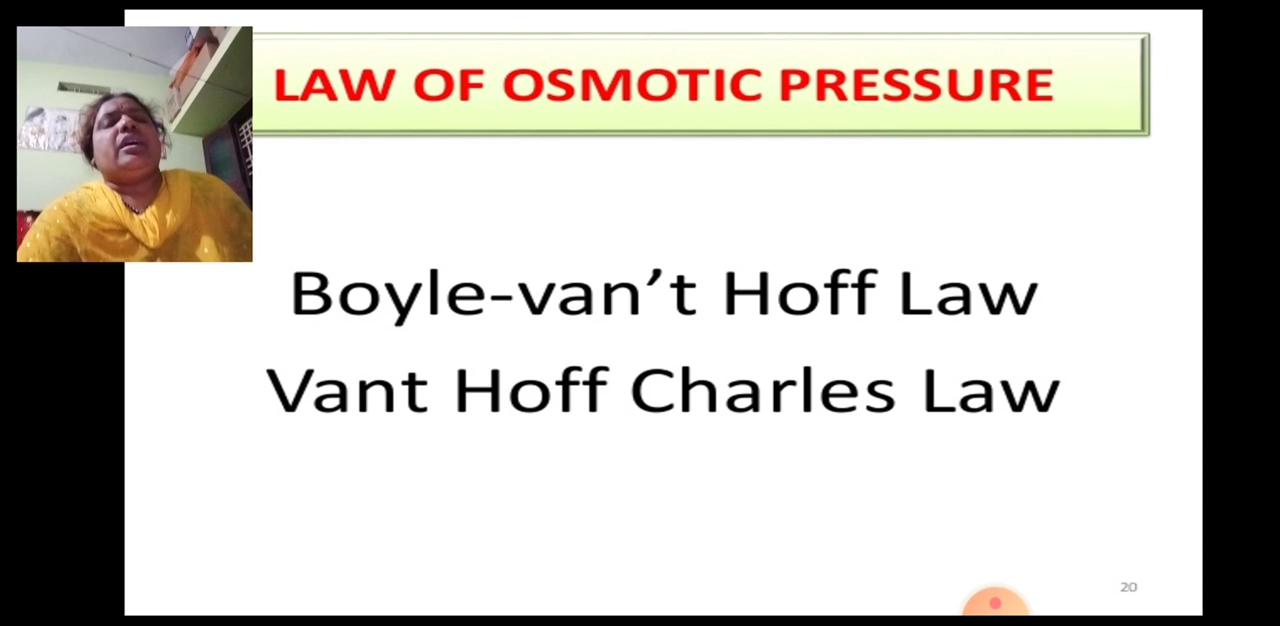 LAW OF OSMOTIC PRESSURE
Boyle-van’t Hoff Law
Vant Hoff Charles Law
20